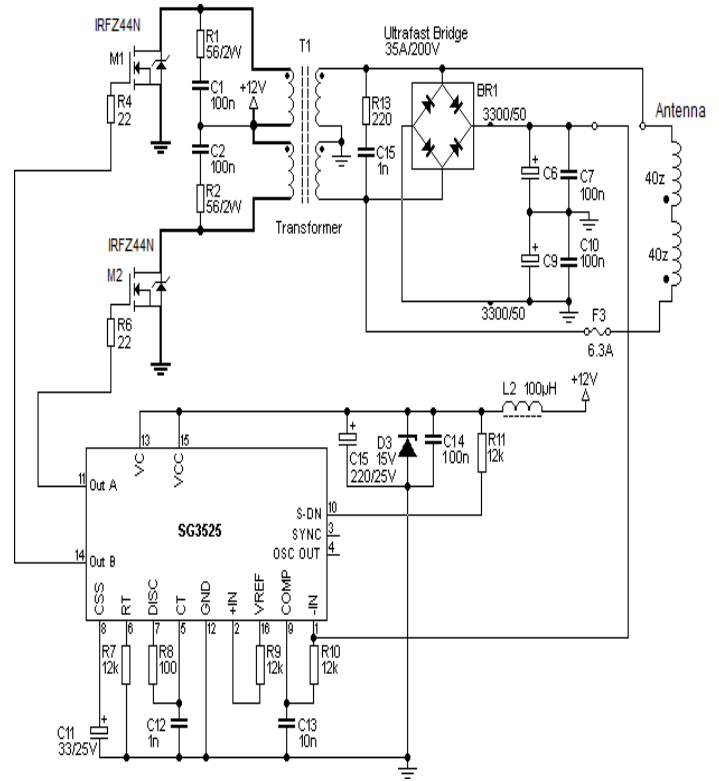 IRFZ44N
M1
R4
22
R1
56/2W
C1
100n
+12V
C2
100n
R2
56/2W
T1
Transformer
IRFZ44N
M2
R6
22
Ultrafast Bridge
35A/200V
BR1
R13
220
C15
1n
3300/50
+
C6
C7
100n
+
C9
C10
100n
3300/50
Antenna
40z
40z
F3
6.3A
L2 100µH
+12V
+
C15
220/25V
D3
15V
C14
100n
R11
12k
13
15
VC
VCC
11
Out A
14
Out B
SG3525
S-DN
10
SYNC
3
OSC OUT
4
CSS
RT
DISC
CT
GND
+IN
VREF
COMP
-IN
8
6
7
5
12
2
16
9
1
R7
12k
R8
100
R9
12k
R10
12k
C11
33/25V
+
C12
1n
C13
10n